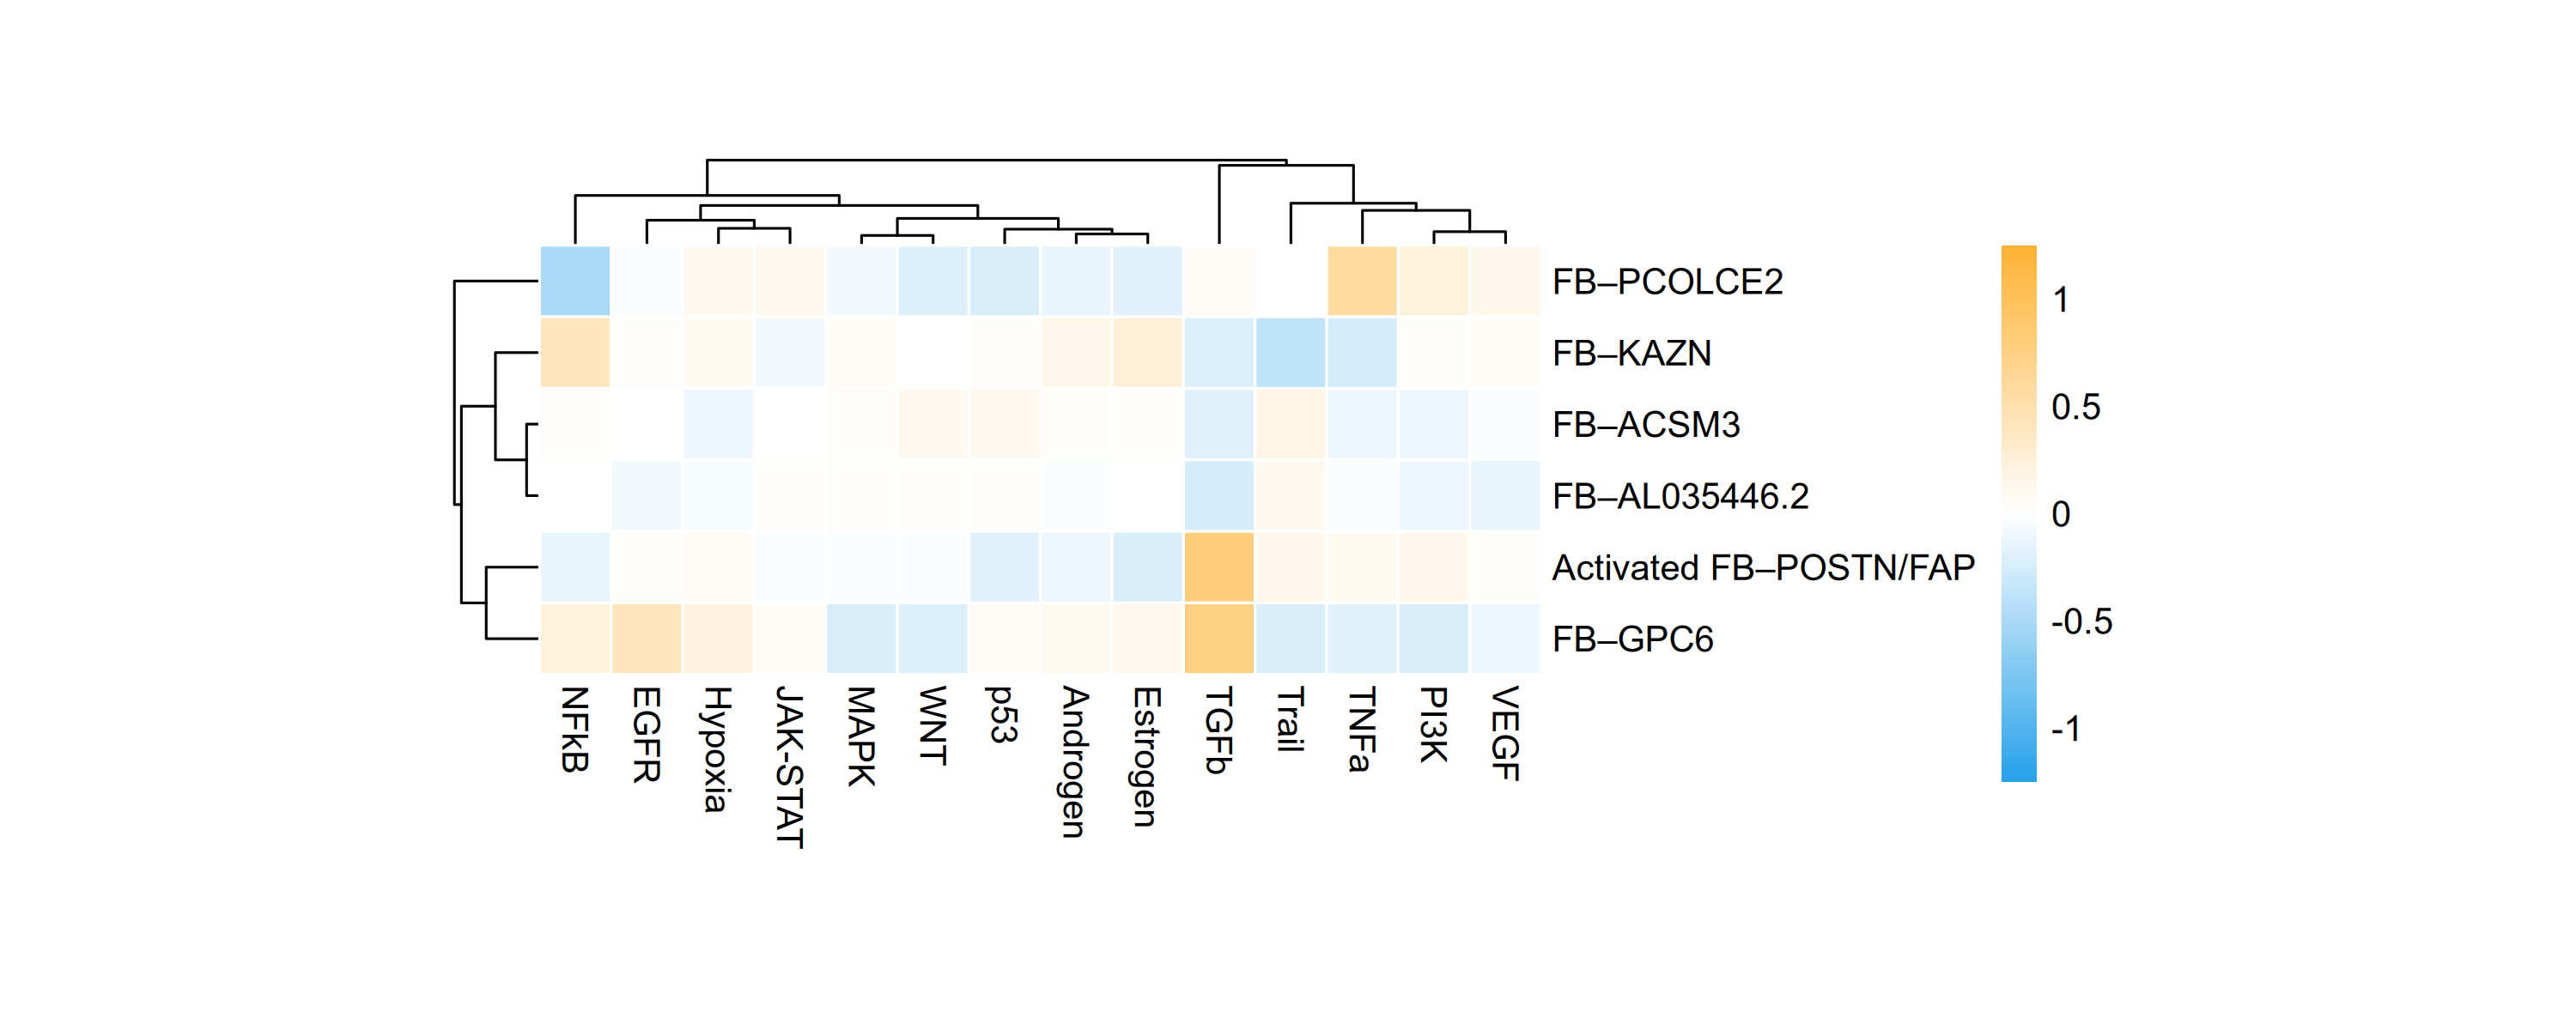 FB–PCOLCE2
FB–KAZN
FB–ACSM3
FB–AL035446.2
Activated FB–POSTN/FAP
FB–GPC6
NFkB
EGFR
Hypoxia
JAK-STAT
MAPK
WNT
p53
Androgen
Estrogen
TGFb
Trail
TNFa
PI3K
VEGF
1
0.5
0
-0.5
-1